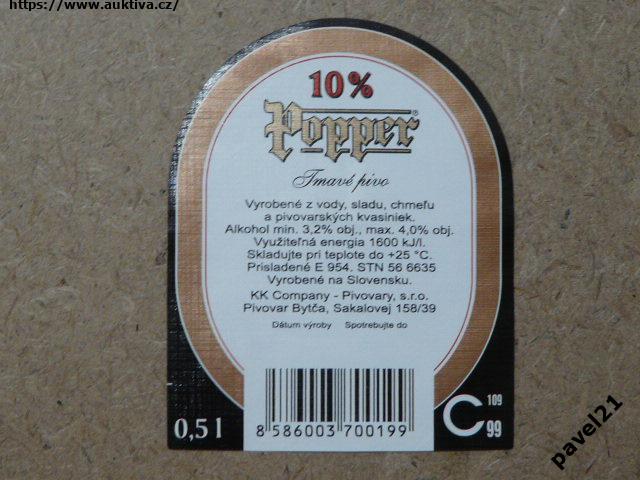 https://www.auktiva.cz/
10%
Popper®
Tmavé pivo
Vyrobené z vody, sladu, chmeľu
a pivovarských kvasiniek.
Alkohol min. 3,2% obj., max. 4,0% obj.
Využiteľná energia 1600 kJ/l.
Skladujte pri teplote do +25 °C.
Prisladené E 954. STN 56 6635
Vyrobené na Slovensku.
KK Company - Pivovary, s.r.o.
Pivovar Bytča, Sakalovej 158/39
Dátum výroby Spotrebujte do
0,5 l
8 586003 700199
C 109
99
pavel21